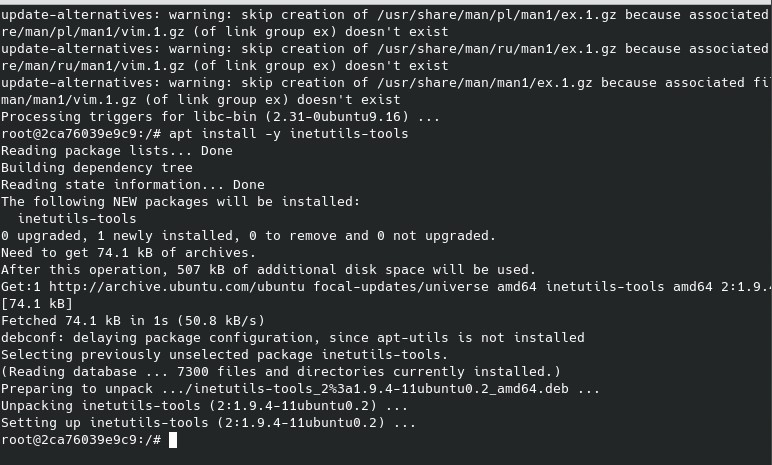 update-alternatives: warning: skip creation of /usr/share/man/pl/man1/ex.1.gz because associated
re/man/pl/man1/vim.1.gz (of link group ex) doesn't exist
update-alternatives: warning: skip creation of /usr/share/man/ru/man1/ex.1.gz because associated
re/man/ru/man1/vim.1.gz (of link group ex) doesn't exist
update-alternatives: warning: skip creation of /usr/share/man/man1/ex.1.gz because associated fi
man/man1/vim.1.gz (of link group ex) doesn't exist
Processing triggers for libc-bin (2.31-0ubuntu9.16) ...
root@2ca76039e9c9:/# apt install -y inetutils-tools
Reading package lists... Done
Building dependency tree
Reading state information... Done
The following NEW packages will be installed:
  inetutils-tools
0 upgraded, 1 newly installed, 0 to remove and 0 not upgraded.
Need to get 74.1 kB of archives.
After this operation, 507 kB of additional disk space will be used.
Get:1 http://archive.ubuntu.com/ubuntu focal-updates/universe amd64 inetutils-tools amd64 2:1.9.4
[74.1 kB]
Fetched 74.1 kB in 1s (50.8 kB/s)
debconf: delaying package configuration, since apt-utils is not installed
Selecting previously unselected package inetutils-tools.
(Reading database ... 7300 files and directories currently installed.)
Preparing to unpack .../inetutils-tools_2%3a1.9.4-11ubuntu0.2_amd64.deb ...
Unpacking inetutils-tools (2:1.9.4-11ubuntu0.2) ...
Setting up inetutils-tools (2:1.9.4-11ubuntu0.2) ...
root@2ca76039e9c9:/#